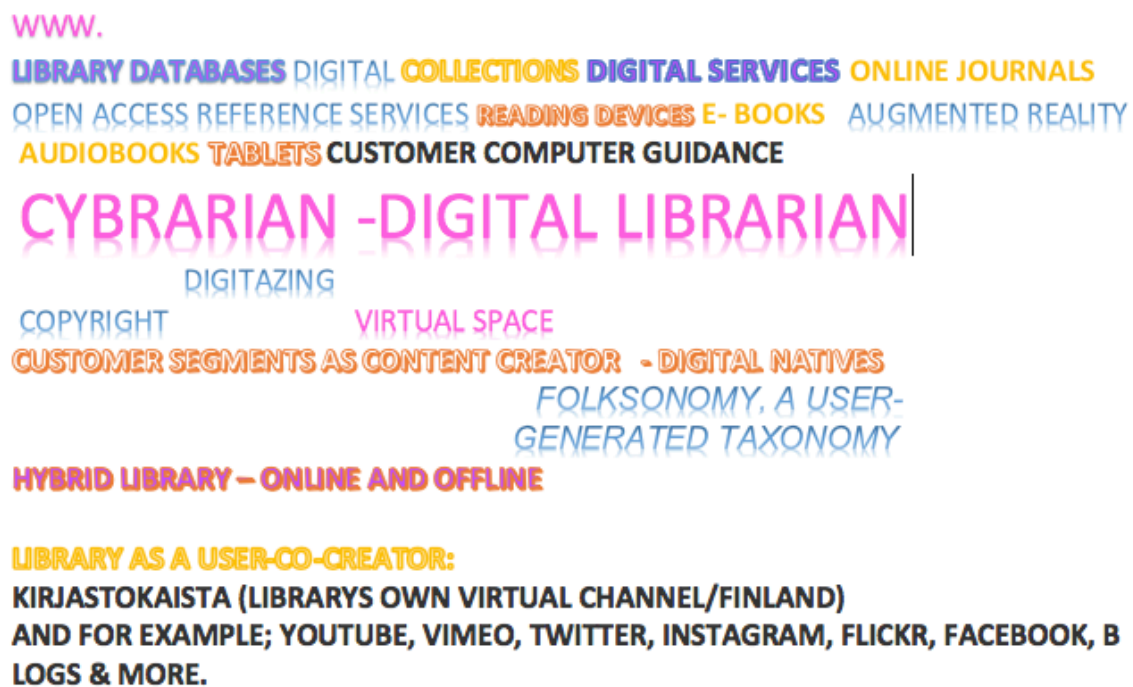 WWW.
LIBRARY DATABASES DIGITAL COLLECTIONS DIGITAL SERVICES ONLINE JOURNALS
OPEN ACCESS REFERENCE SERVICES READING DEVICES E- BOOKS AUGMENTED REALITY
AUDIOBOOKS TABLETS CUSTOMER COMPUTER GUIDANCE
CYBRARIAN -DIGITAL LIBRARIAN
DIGITAZING
COPYRIGHT VIRTUAL SPACE
CUSTOMER SEGMENTS AS CONTENT CREATOR - DIGITAL NATIVES
FOLKSONOMY, A USER-
GENERATED TAXONOMY
HYBRID LIBRARY – ONLINE AND OFFLINE
LIBRARY AS A USER-CO-CREATOR:
KIRJASTOKAISTA (LIBRARYS OWN VIRTUAL CHANNEL/FINLAND)
AND FOR EXAMPLE; YOUTUBE, VIMEO, TWITTER, INSTAGRAM, FLICKR, FACEBOOK, B
LOGS & MORE.